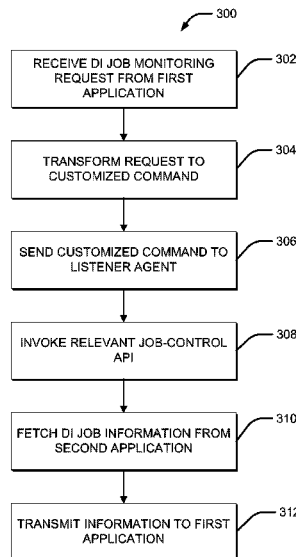 300
RECEIVE DI JOB MONITORING
REQUEST FROM FIRST
APPLICATION
302
TRANSFORM REQUEST TO
CUSTOMIZED COMMAND
304
SEND CUSTOMIZED COMMAND TO
LISTENER AGENT
306
INVOKE RELEVANT JOB-CONTROL
API
308
FETCH DI JOB INFORMATION FROM
SECOND APPLICATION
310
TRANSMIT INFORMATION TO FIRST
APPLICATION
312